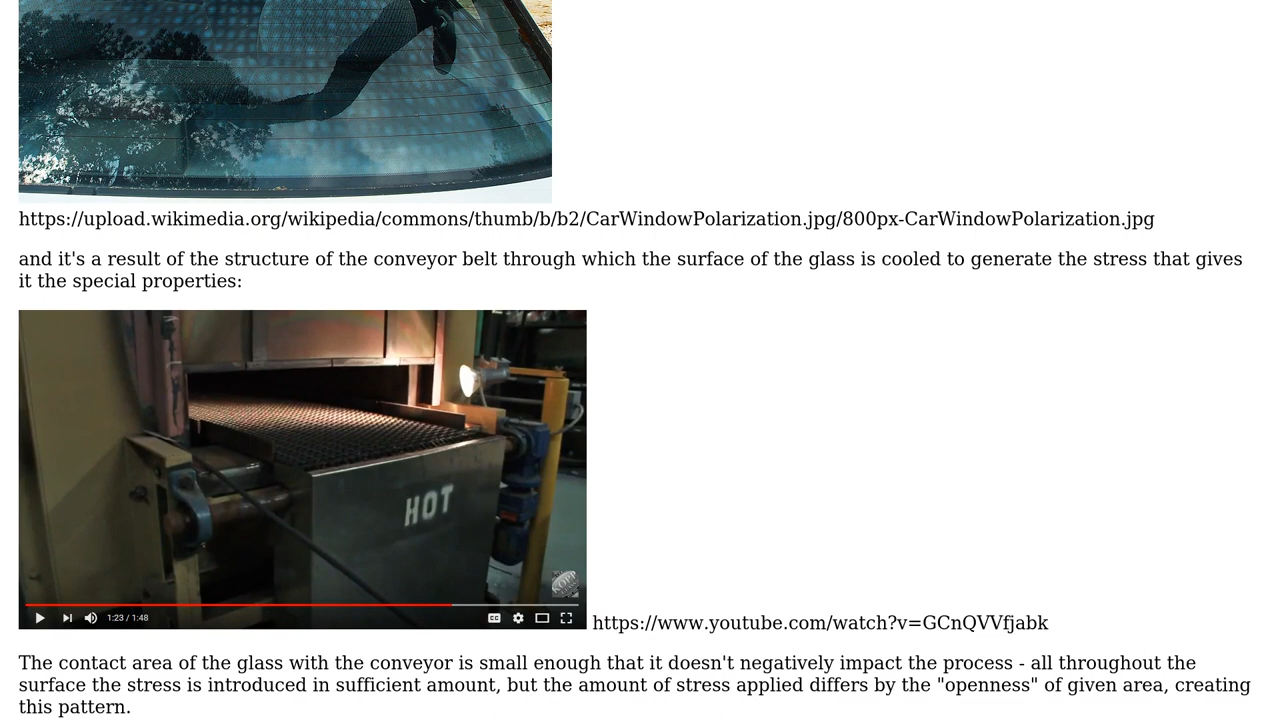 https://upload.wikimedia.org/wikipedia/commons/thumb/b/b2/CarWindowPolarization.jpg/800px-CarWindowPolarization.jpg
and it's a result of the structure of the conveyor belt through which the surface of the glass is cooled to generate the stress that gives
it the special properties:
HOT
KOPP
1:23 / 1:48
CC
https://www.youtube.com/watch?v=GCnQVVfjabk
The contact area of the glass with the conveyor is small enough that it doesn't negatively impact the process - all throughout the
surface the stress is introduced in sufficient amount, but the amount of stress applied differs by the "openness" of given area, creating
this pattern.